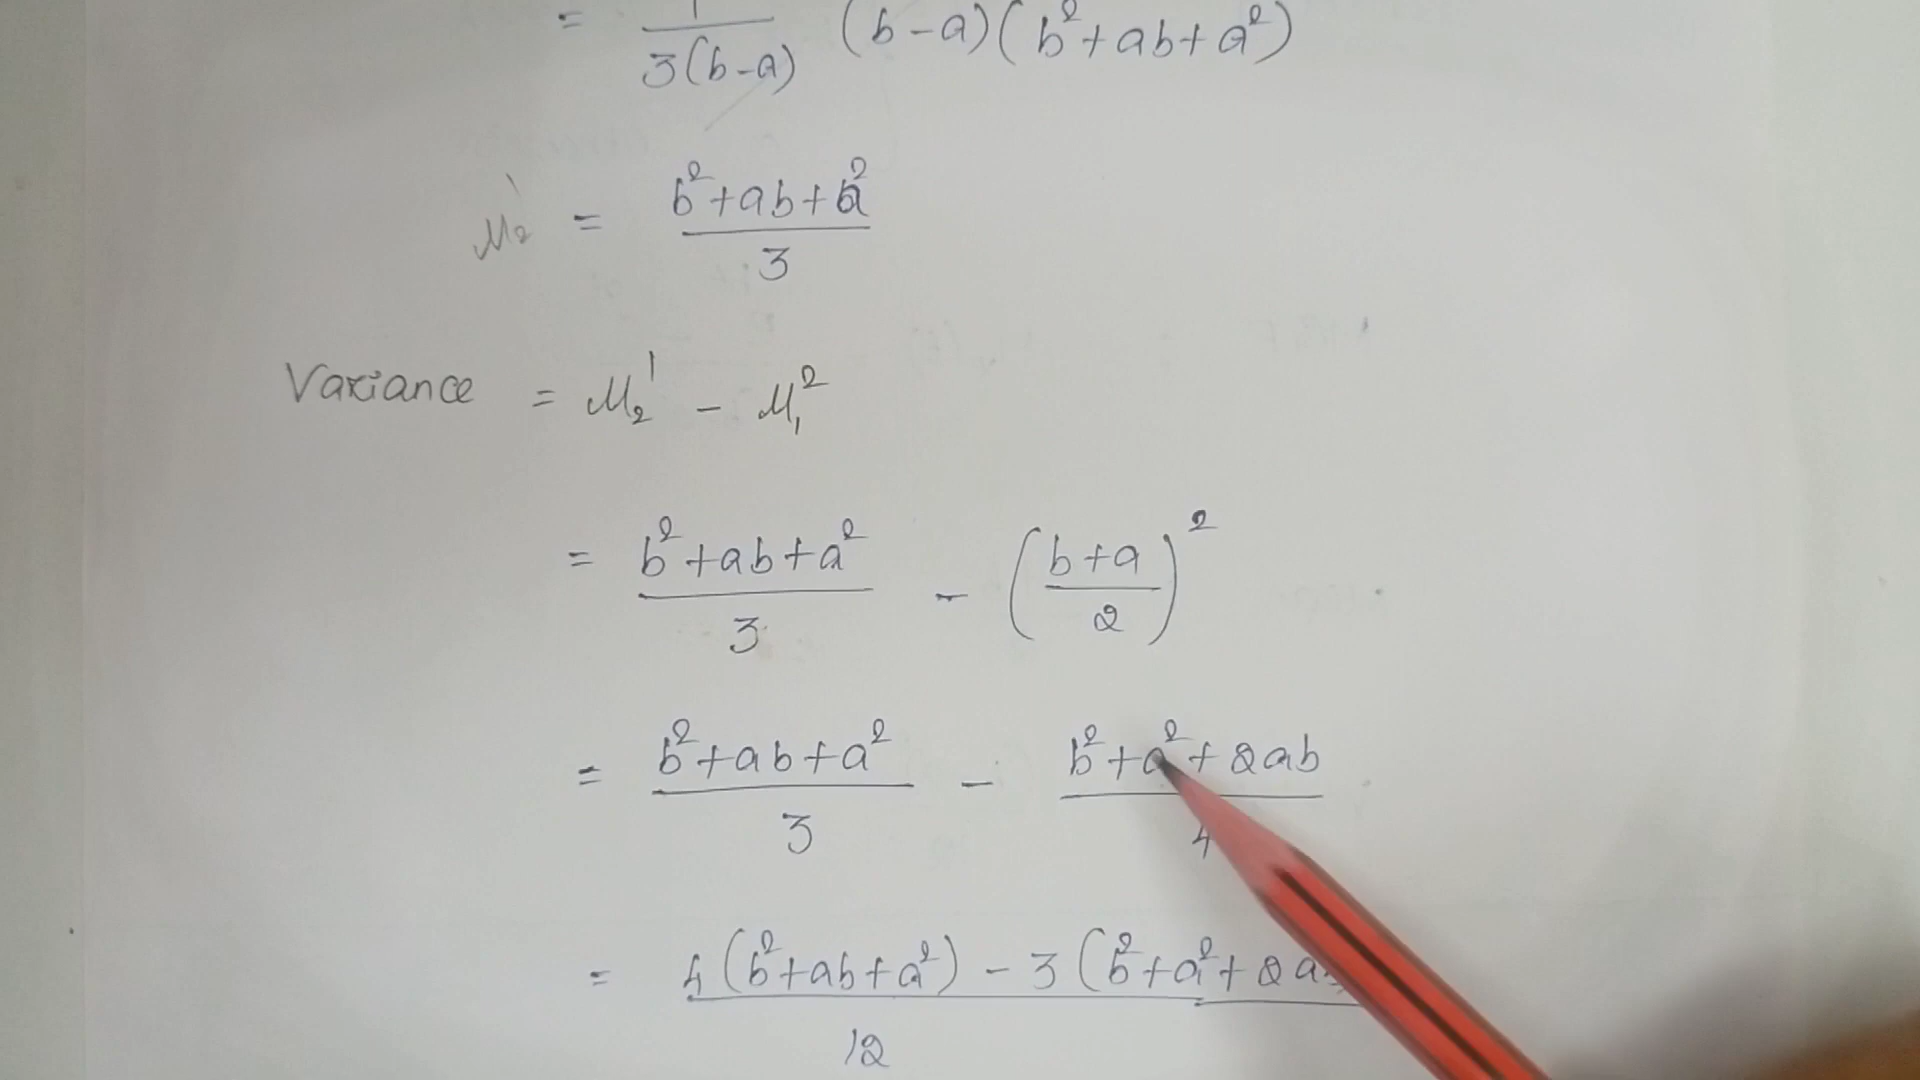 = 1/3(b-a) (b-a)(b²+ab+a²)
μ₂' = b²+ab+a²/3
Variance = μ₂' - μ₁²
= b²+ab+a²/3 - (b+a/2)²
= b²+ab+a²/3 - b²+a²+2ab/4
= 4(b²+ab+a²) - 3(b²+a²+2a/12